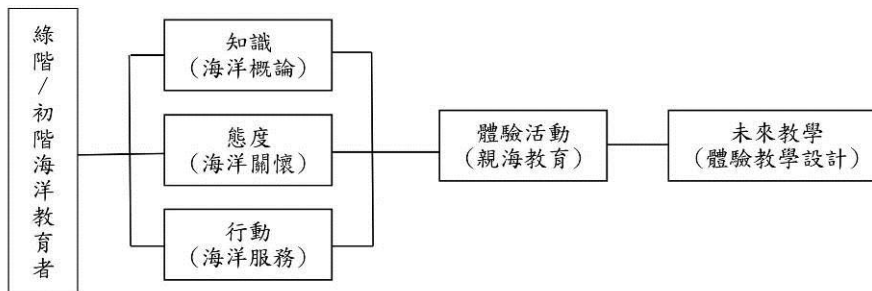 綠階/初階海洋教育者
知識
(海洋概論)
態度
(海洋關懷)
行動
(海洋服務)
體驗活動
(親海教育)
未來教學
(體驗教學設計)